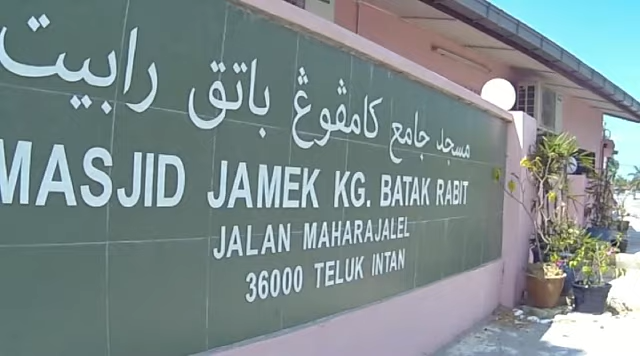 مسجد جامع كامڤوڠ باتق رابيت
MASJID JAMEK KG. BATAK RABIT
JALAN MAHARAJALEL
36000 TELUK INTAN